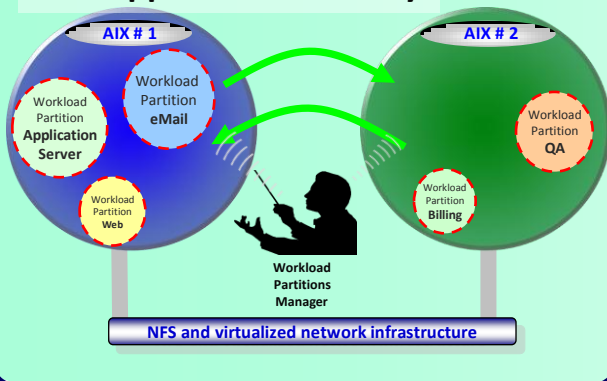 AIX # 1
AIX # 2
Workload
Partition
eMail
Workload
Partition
Application
Server
Workload
Partition
Web
Workload
Partition
QA
Workload
Partition
Billing
Workload
Partitions
Manager
NFS and virtualized network infrastructure